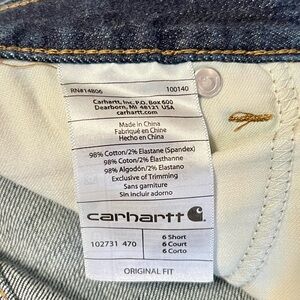 RN#14806 100140
Carhartt, Inc. P.O. Box 600
Dearborn, MI 48121 USA
carhartt.com
Made in China
Fabriqué en Chine
Hecho en China
98% Cotton/2% Elastane (Spandex)
98% Coton/2% Élasthanne
98% Algodón/2% Elastano
Exclusive of Trimming
Sans garniture
Sin incluir adorno
carhartt
102731 470
6 Short
6 Court
6 Corto
ORIGINAL FIT